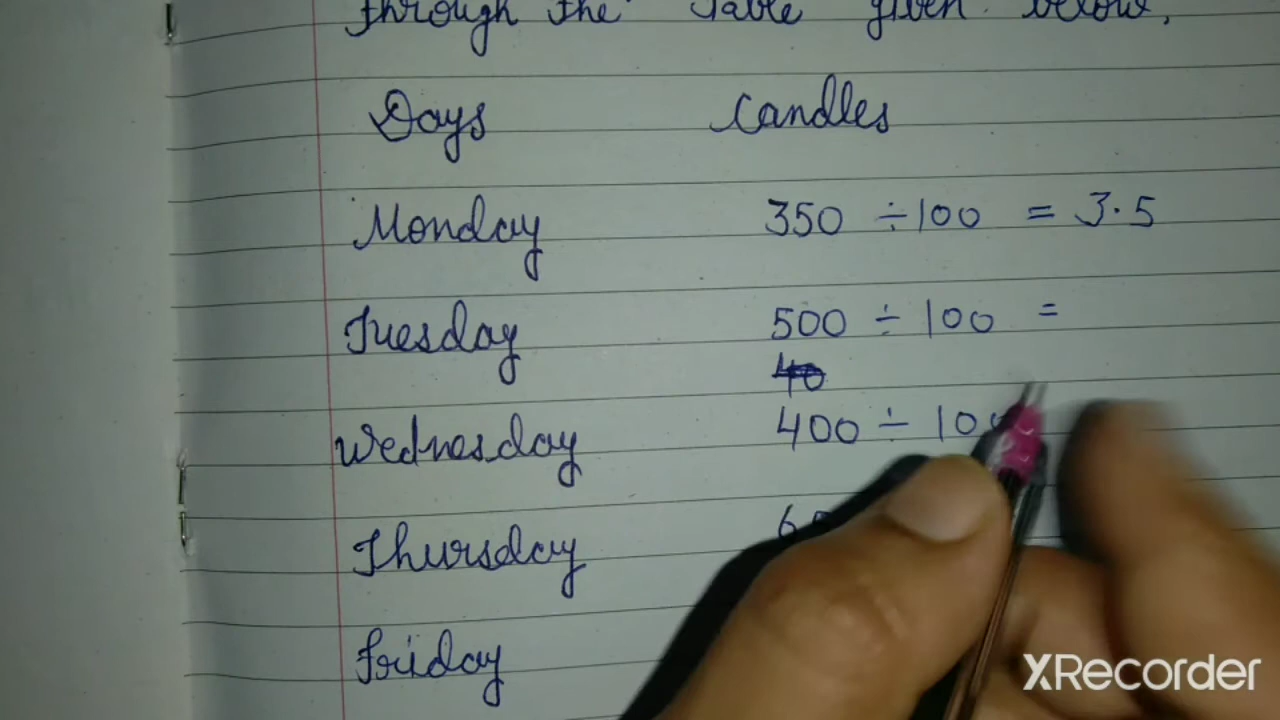 through the Table given below.
Days Candles
Monday 350 ÷ 100 = 3.5
Tuesday 500 ÷ 100 =
40
Wednesday 400 ÷ 100
Thursday
Friday
XRecorder